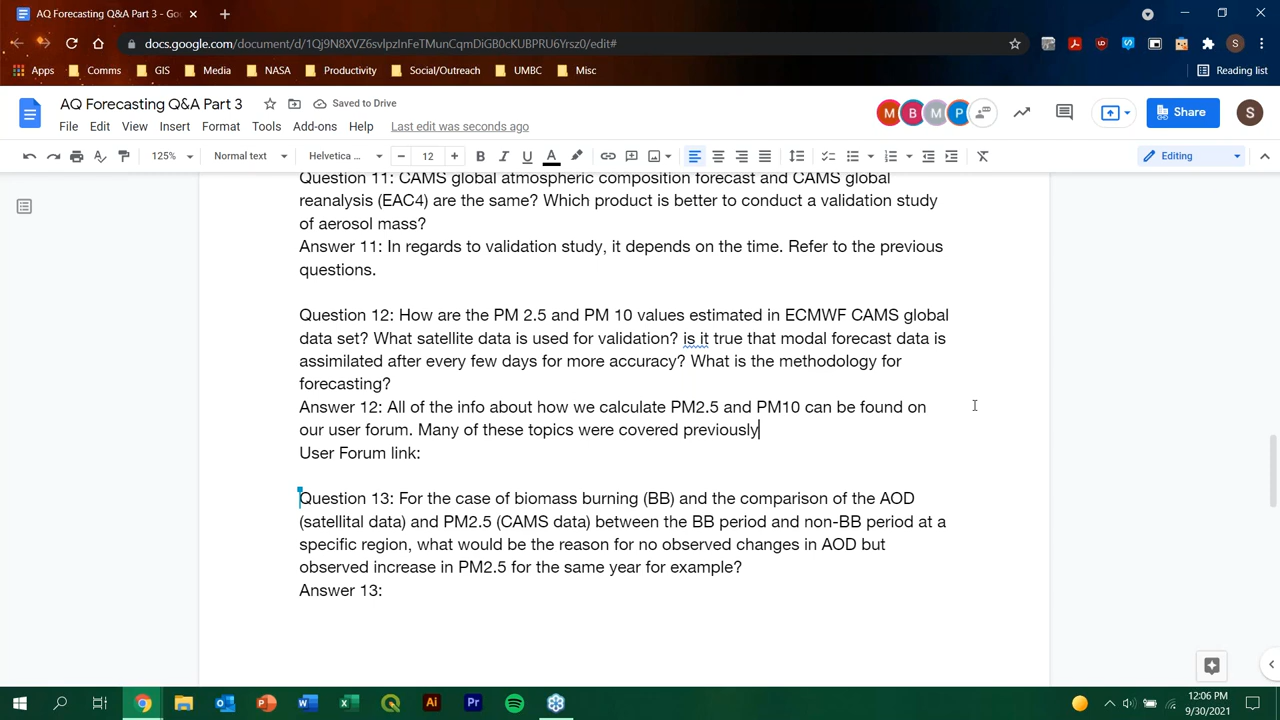 AQ Forecasting Q&A Part 3 - Goo
docs.google.com/document/d/1Qj9N8XVZ6svlpzInFeTMunCqmDiGB0cKUBPRU6Yrsz0/edit#
S
Apps Comms GIS Media NASA Productivity Social/Outreach UMBC Misc Reading list
AQ Forecasting Q&A Part 3 Saved to Drive
M B M P Share S
File Edit View Insert Format Tools Add-ons Help Last edit was seconds ago
125% Normal text Helvetica ... 12 B I U A Editing
Question 11: CAMS global atmospheric composition forecast and CAMS global
reanalysis (EAC4) are the same? Which product is better to conduct a validation study
of aerosol mass?
Answer 11: In regards to validation study, it depends on the time. Refer to the previous
questions.
Question 12: How are the PM 2.5 and PM 10 values estimated in ECMWF CAMS global
data set? What satellite data is used for validation? is it true that modal forecast data is
assimilated after every few days for more accuracy? What is the methodology for
forecasting?
Answer 12: All of the info about how we calculate PM2.5 and PM10 can be found on
our user forum. Many of these topics were covered previously
User Forum link:
Question 13: For the case of biomass burning (BB) and the comparison of the AOD
(satellital data) and PM2.5 (CAMS data) between the BB period and non-BB period at a
specific region, what would be the reason for no observed changes in AOD but
observed increase in PM2.5 for the same year for example?
Answer 13:
12:06 PM
9/30/2021